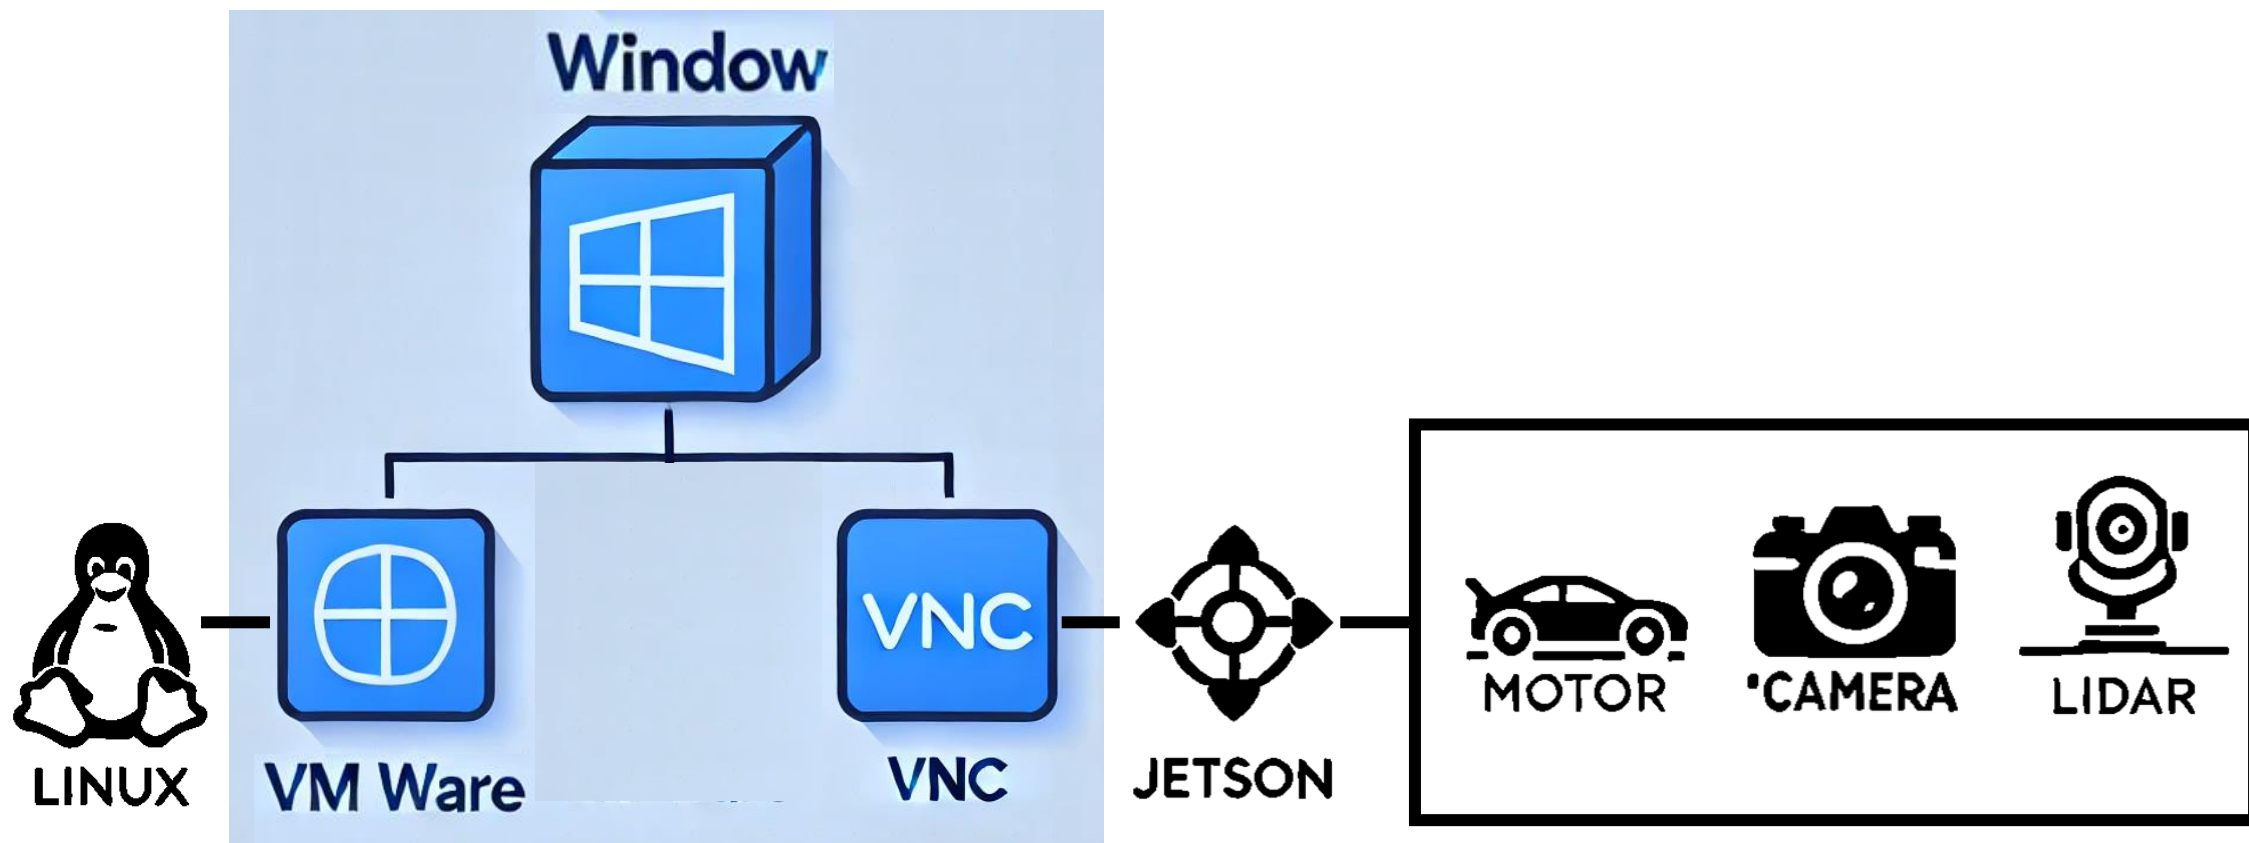 Window
VNC
MOTOR
'CAMERA
LIDAR
LINUX
VM Ware
VNC
JETSON